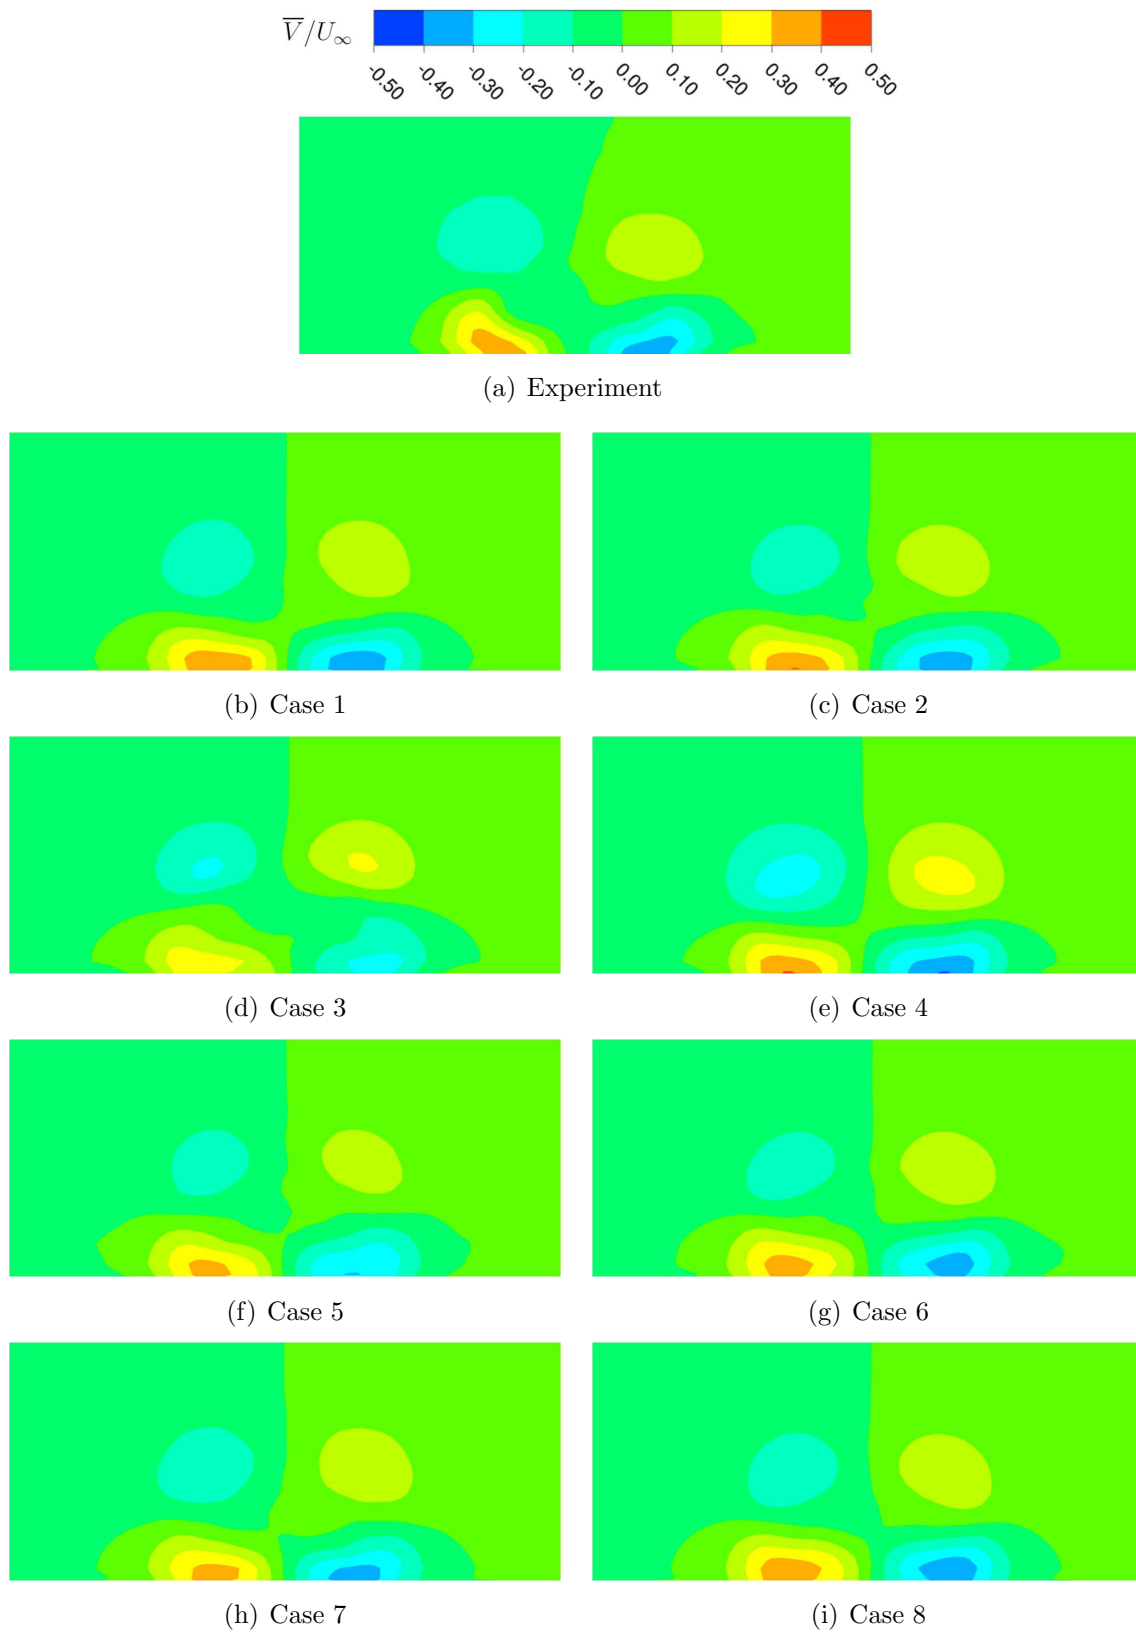 V̅/U∞
-0.50 -0.40 -0.30 -0.20 -0.10 0.00 0.10 0.20 0.30 0.40 0.50
(a) Experiment
(b) Case 1
(c) Case 2
(d) Case 3
(e) Case 4
(f) Case 5
(g) Case 6
(h) Case 7
(i) Case 8